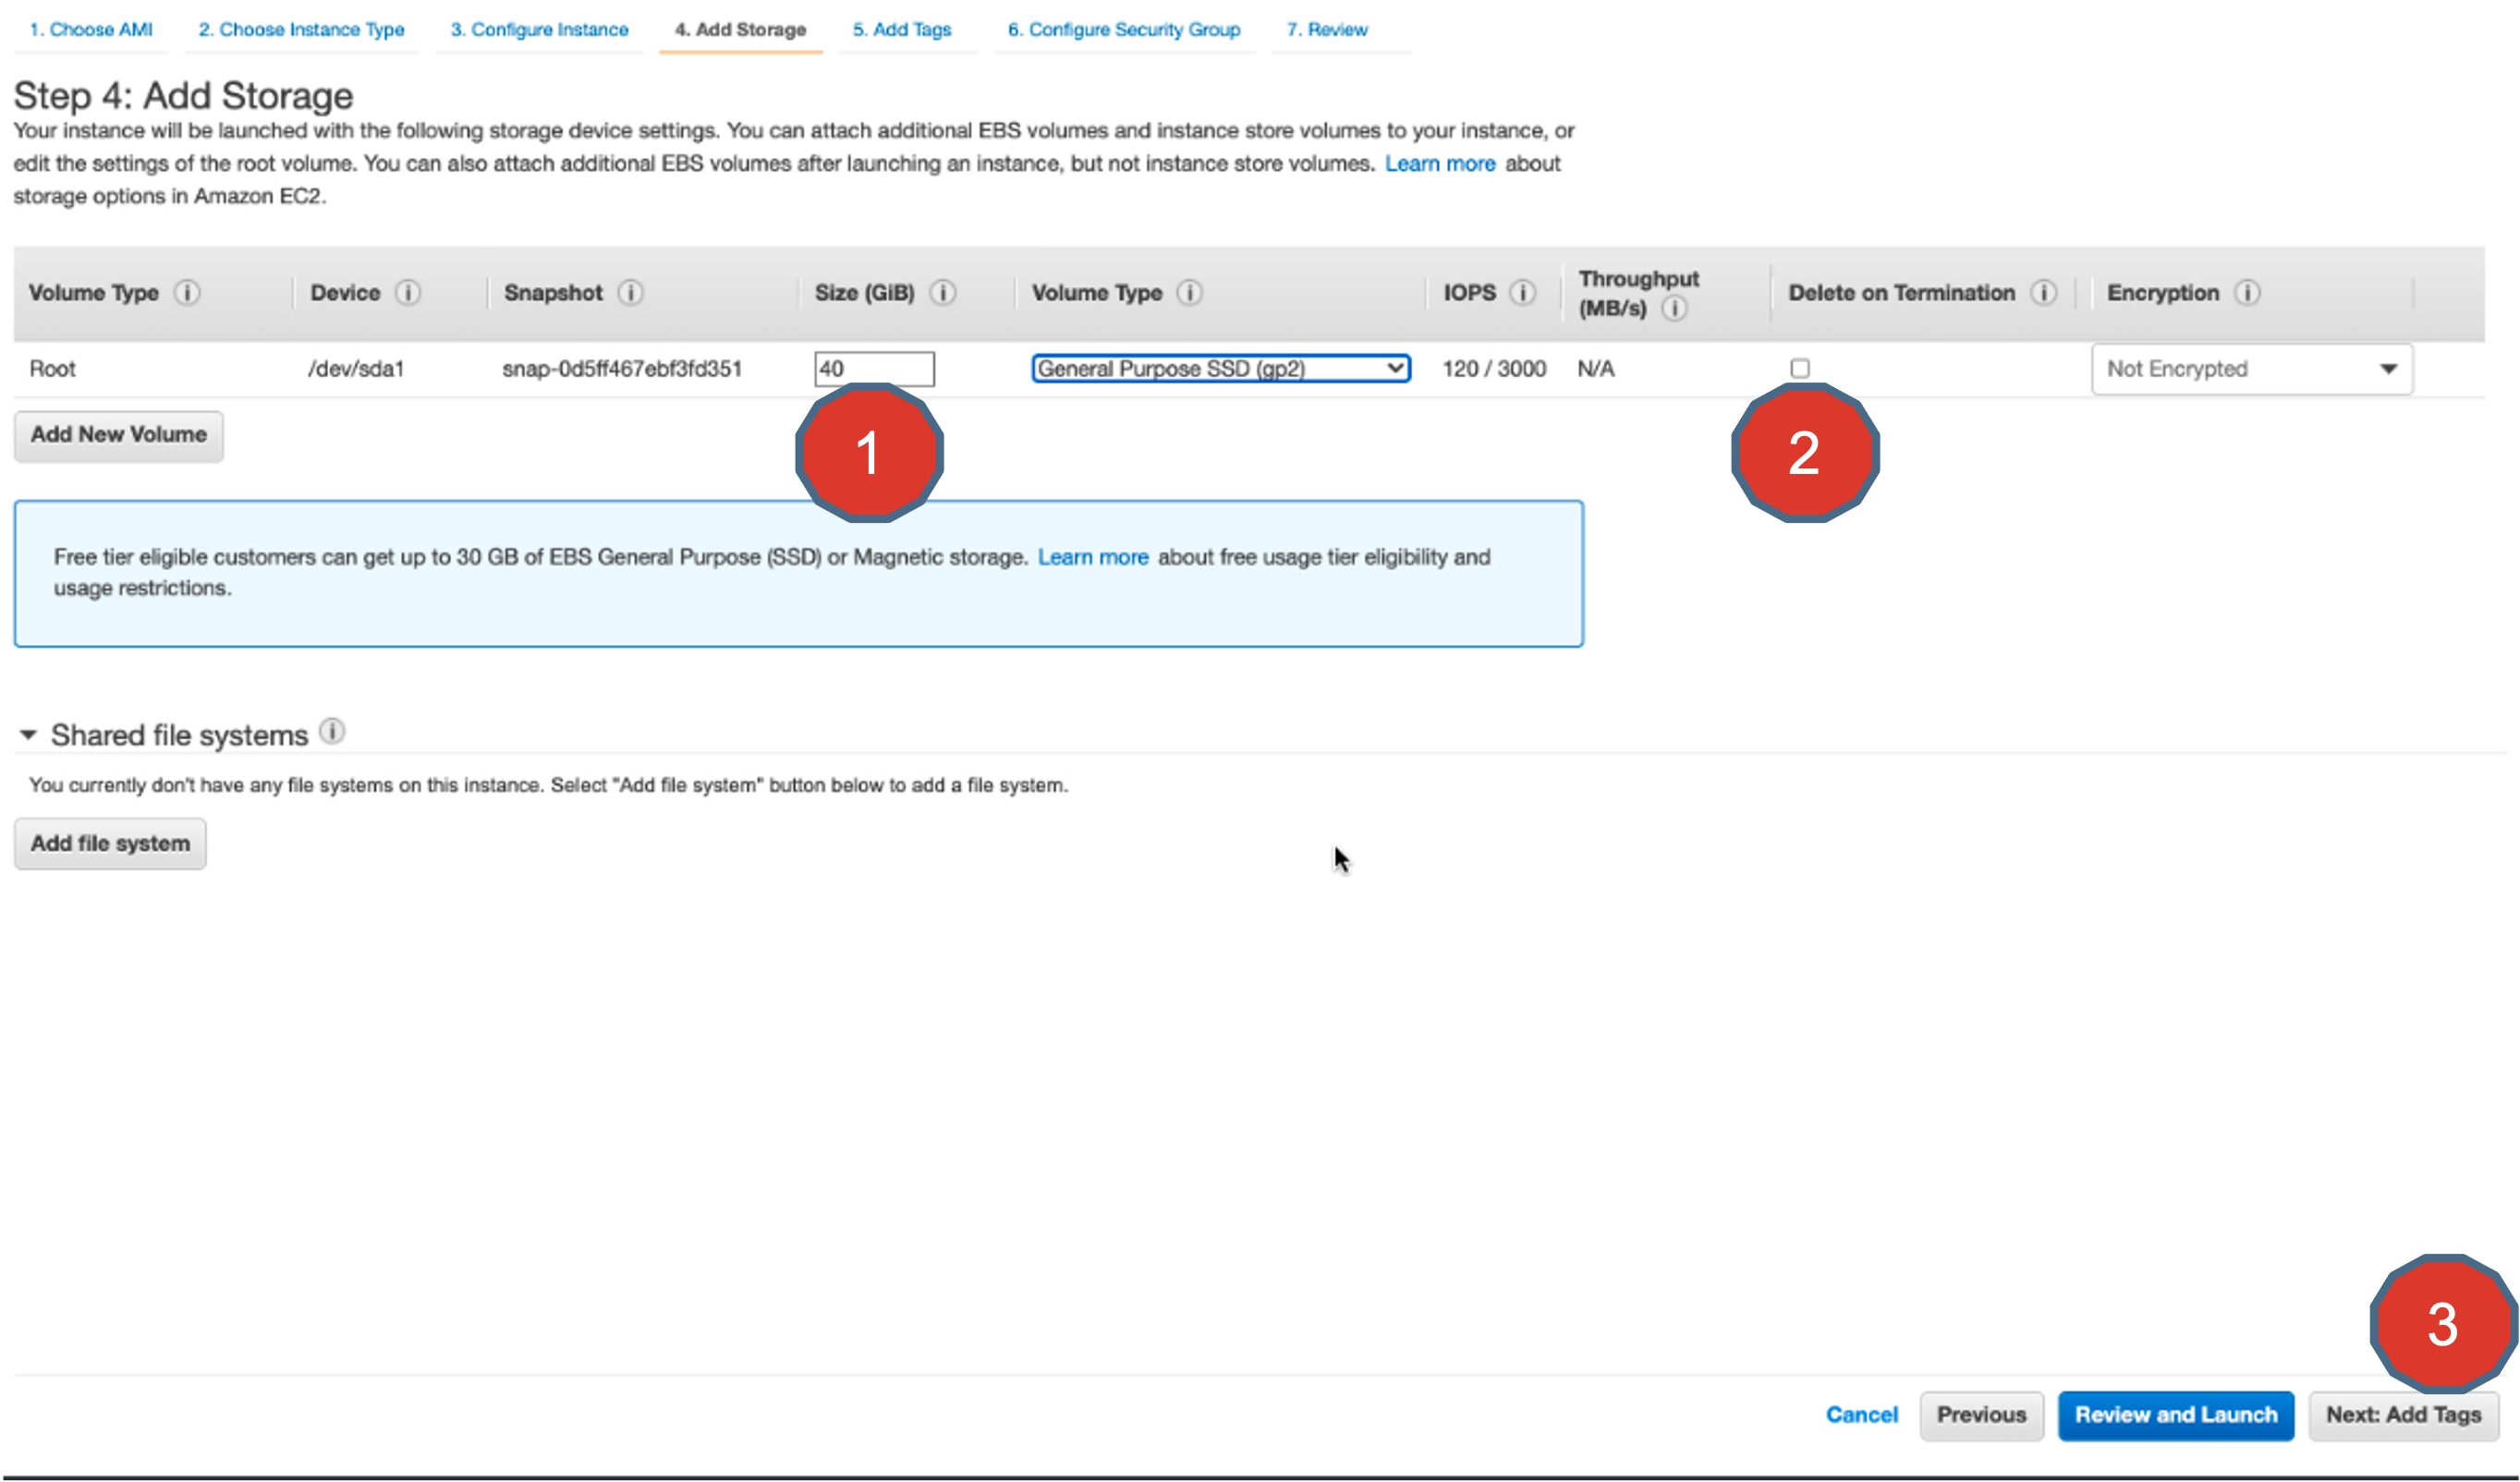 1. Choose AMI 2. Choose Instance Type 3. Configure Instance 4. Add Storage 5. Add Tags 6. Configure Security Group 7. Review
Step 4: Add Storage
Your instance will be launched with the following storage device settings. You can attach additional EBS volumes and instance store volumes to your instance, or
edit the settings of the root volume. You can also attach additional EBS volumes after launching an instance, but not instance store volumes. Learn more about
storage options in Amazon EC2.
Volume Type i Device i Snapshot i Size (GiB) i Volume Type i IOPS i Throughput (MB/s) i Delete on Termination i Encryption i
Root /dev/sda1 snap-0d5ff467ebf3fd351 40 General Purpose SSD (gp2) 120 / 3000 N/A Not Encrypted
Add New Volume
1 2
Free tier eligible customers can get up to 30 GB of EBS General Purpose (SSD) or Magnetic storage. Learn more about free usage tier eligibility and
usage restrictions.
Shared file systems i
You currently don't have any file systems on this instance. Select "Add file system" button below to add a file system.
Add file system
3
Cancel Previous Review and Launch Next: Add Tags